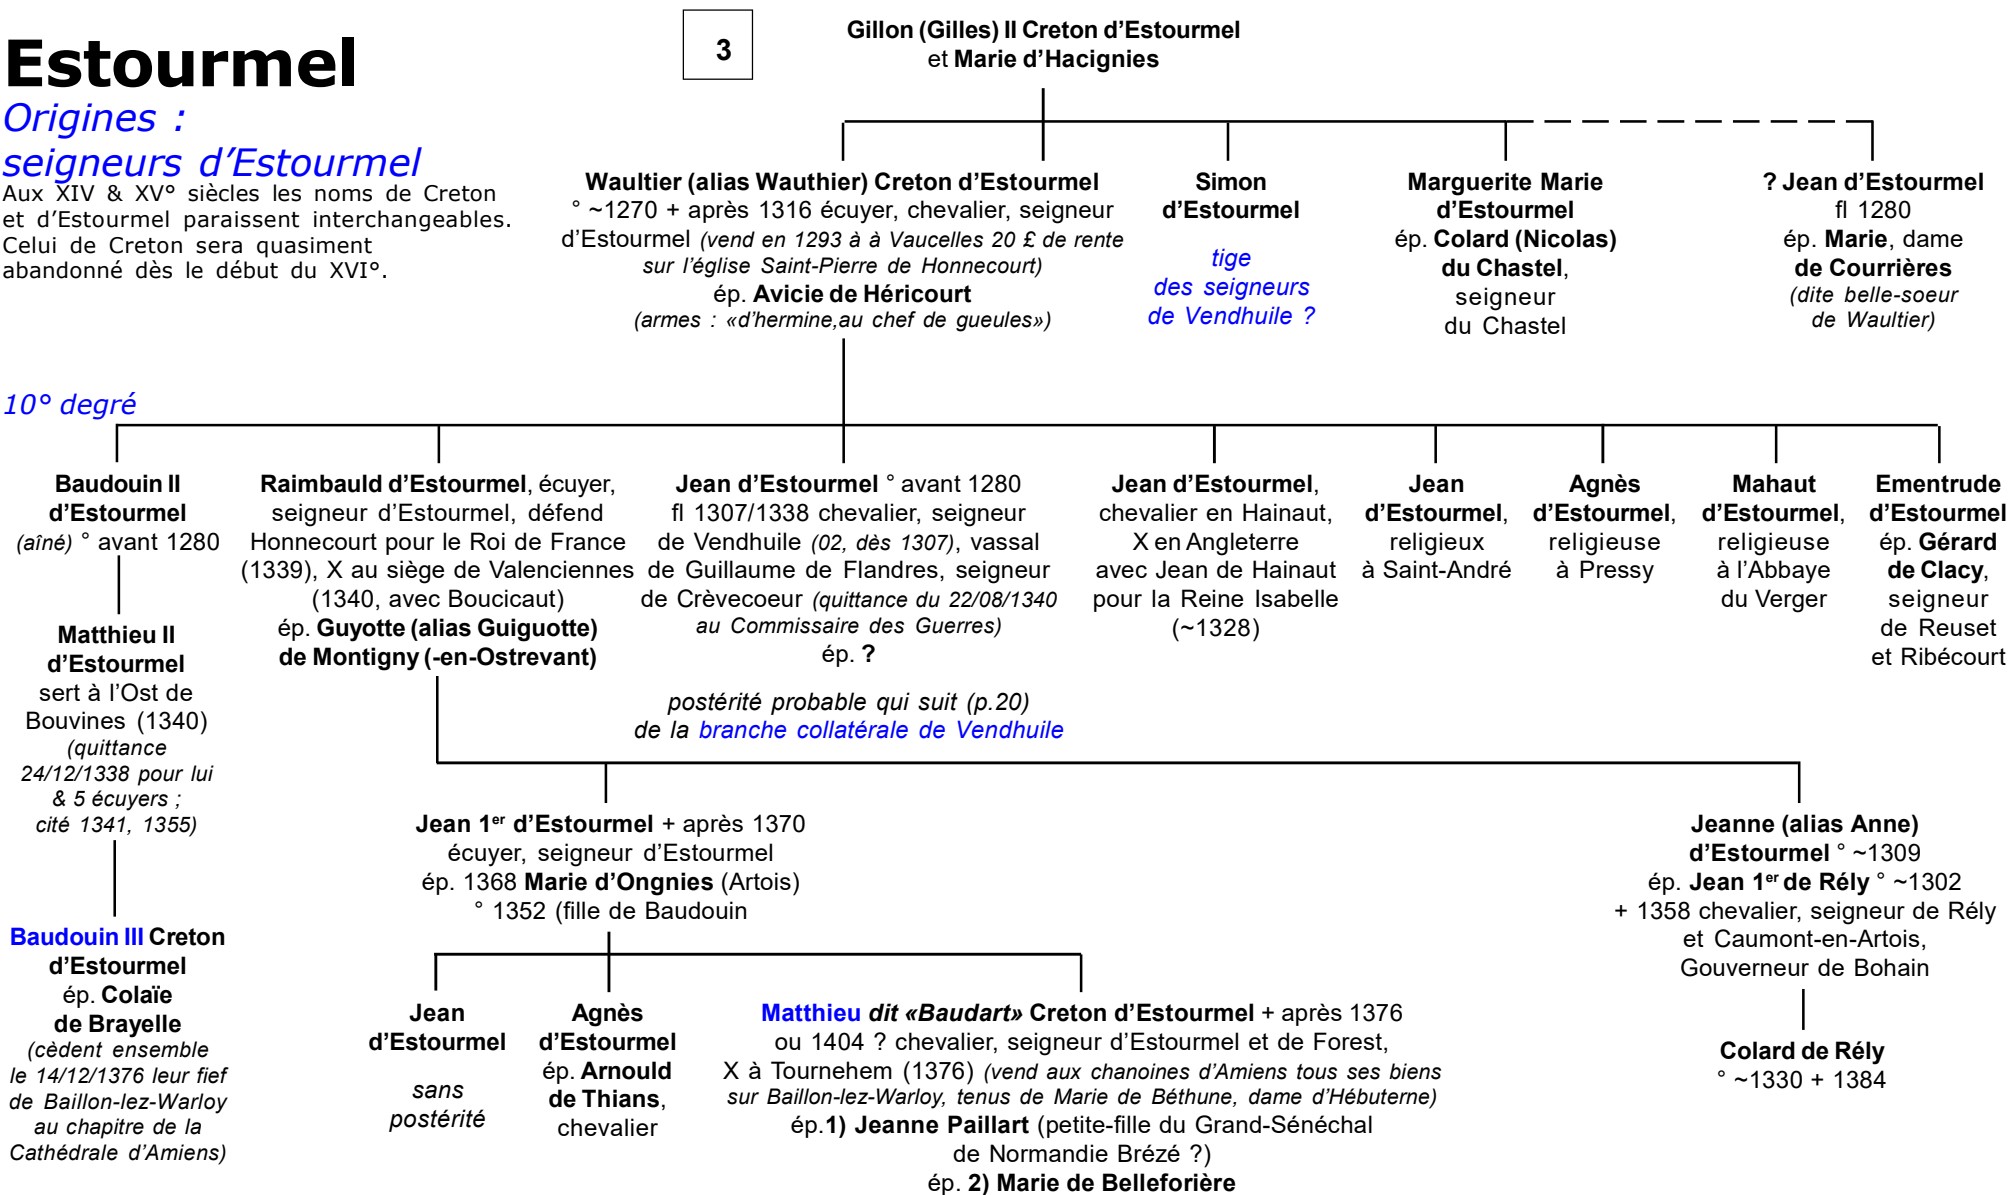 Estourmel
Origines :
seigneurs d'Estourmel
Aux XIV & XV° siècles les noms de Creton
et d'Estourmel paraissent interchangeables.
Celui de Creton sera quasiment
abandonné dès le début du XVI°.
3
Gillon (Gilles) II Creton d'Estourmel
et Marie d'Hacignies
Waultier (alias Wauthier) Creton d'Estourmel
° ~1270 + après 1316 écuyer, chevalier, seigneur
d'Estourmel (vend en 1293 à à Vaucelles 20 £ de rente
sur l'église Saint-Pierre de Honnecourt)
ép. Avicie de Héricourt
(armes : «d'hermine,au chef de gueules»)
Simon
d'Estourmel
tige
des seigneurs
de Vendhuile ?
Marguerite Marie
d'Estourmel
ép. Colard (Nicolas)
du Chastel,
seigneur
du Chastel
? Jean d'Estourmel
fl 1280
ép. Marie, dame
de Courrières
(dite belle-soeur
de Waultier)
10° degré
Baudouin II
d'Estourmel
(aîné) ° avant 1280
Matthieu II
d'Estourmel
sert à l'Ost de
Bouvines (1340)
(quittance
24/12/1338 pour lui
& 5 écuyers ;
cité 1341, 1355)
Baudouin III Creton
d'Estourmel
ép. Colaïe
de Brayelle
(cèdent ensemble
le 14/12/1376 leur fief
de Baillon-lez-Warloy
au chapitre de la
Cathédrale d'Amiens)
Raimbauld d'Estourmel, écuyer,
seigneur d'Estourmel, défend
Honnecourt pour le Roi de France
(1339), X au siège de Valenciennes
(1340, avec Boucicaut)
ép. Guyotte (alias Guiguotte)
de Montigny (-en-Ostrevant)
Jean d'Estourmel ° avant 1280
fl 1307/1338 chevalier, seigneur
de Vendhuile (02, dès 1307), vassal
de Guillaume de Flandres, seigneur
de Crèvecoeur (quittance du 22/08/1340
au Commissaire des Guerres)
ép. ?
postérité probable qui suit (p.20)
de la branche collatérale de Vendhuile
Jean d'Estourmel,
chevalier en Hainaut,
X en Angleterre
avec Jean de Hainaut
pour la Reine Isabelle
(~1328)
Jean
d'Estourmel,
religieux
à Saint-André
Agnès
d'Estourmel,
religieuse
à Pressy
Mahaut
d'Estourmel,
religieuse
à l'Abbaye
du Verger
Ementrude
d'Estourmel
ép. Gérard
de Clacy,
seigneur
de Reuset
et Ribécourt
Jean 1er d'Estourmel + après 1370
écuyer, seigneur d'Estourmel
ép. 1368 Marie d'Ongnies (Artois)
° 1352 (fille de Baudouin
Jeanne (alias Anne)
d'Estourmel ° ~1309
ép. Jean 1er de Rély ° ~1302
+ 1358 chevalier, seigneur de Rély
et Caumont-en-Artois,
Gouverneur de Bohain
Jean
d'Estourmel
sans
postérité
Agnès
d'Estourmel
ép. Arnould
de Thians,
chevalier
Matthieu dit «Baudart» Creton d'Estourmel + après 1376
ou 1404 ? chevalier, seigneur d'Estourmel et de Forest,
X à Tournehem (1376) (vend aux chanoines d'Amiens tous ses biens
sur Baillon-lez-Warloy, tenus de Marie de Béthune, dame d'Hébuterne)
ép.1) Jeanne Paillart (petite-fille du Grand-Sénéchal
de Normandie Brézé ?)
ép. 2) Marie de Belleforière
Colard de Rély
° ~1330 + 1384